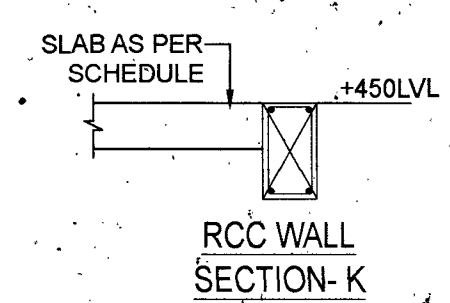 SLAB AS PER
SCHEDULE
+450LVL
RCC WALL
SECTION- K